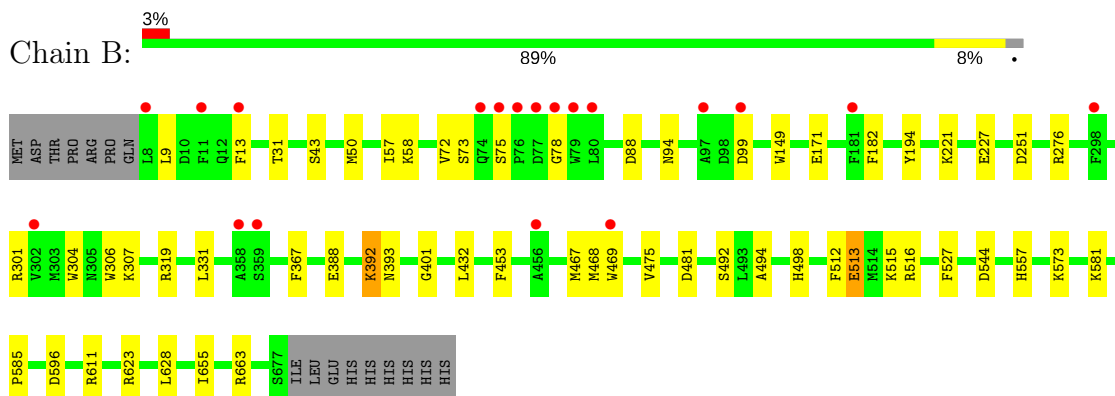 3%
Chain B:
89% 8% •
MET ASP THR PRO ARG PRO GLN L8 L9 D10 F11 Q12 F13 T31 S43 M50 I57 K58 V72 S73 Q74 S75 P76 D77 G78 W79 L80 D88 N94 A97 D98 D99 W149 E171 F181 F182 Y194 K221 E227 D251 R276 F298
R301 V302 M303 W304 N305 W306 K307 R319 L331 A358 S359 F367 E388 K392 N393 G401 L432 F453 A456 M467 M468 W469 V475 D481 S492 L493 A494 H498 F512 E513 M514 K515 R516 F527 D544 H557 K573 K581
P585 D596 R611 R623 L628 I655 R663 S677 ILE LEU GLU HIS HIS HIS HIS HIS HIS